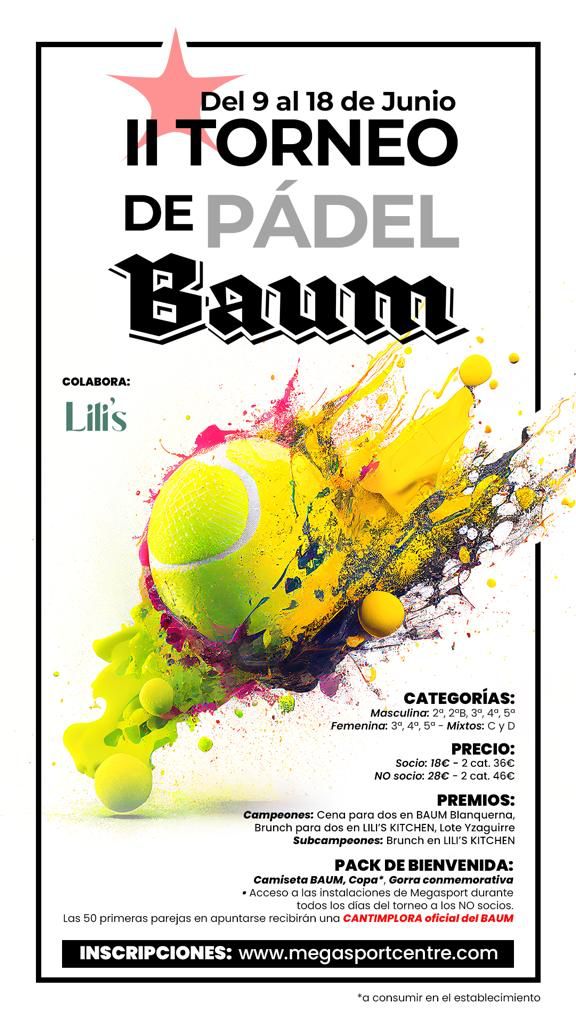 Del 9 al 18 de Junio
II TORNEO
DE PÁDEL
Baum
COLABORA:
Lili's
CATEGORÍAS:
Masculina: 2ª, 2ªB, 3ª, 4ª, 5ª
Femenina: 3ª, 4ª, 5ª - Mixtos: C y D
PRECIO:
Socio: 18€ - 2 cat. 36€
NO socio: 28€ - 2 cat. 46€
PREMIOS:
Campeones: Cena para dos en BAUM Blanquerna,
Brunch para dos en LILI'S KITCHEN, Lote Yzaguirre
Subcampeones: Brunch en LILI'S KITCHEN
PACK DE BIENVENIDA:
Camiseta BAUM, Copa*, Gorra conmemorativa
• Acceso a las instalaciones de Megasport durante
todos los días del torneo a los NO socios.
Las 50 primeras parejas en apuntarse recibirán una CANTIMPLORA oficial del BAUM
INSCRIPCIONES: www.megasportcentre.com
*a consumir en el establecimiento